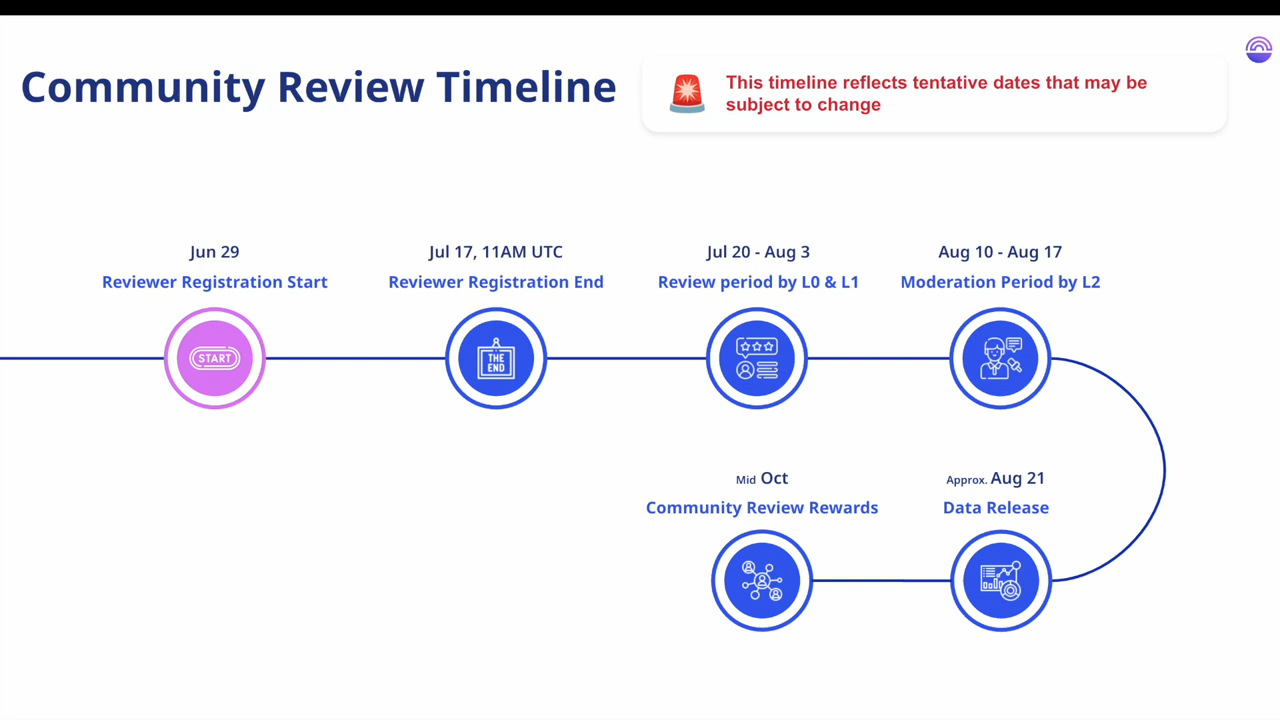 Community Review Timeline
This timeline reflects tentative dates that may be
subject to change
Jun 29
Reviewer Registration Start
START
Jul 17, 11AM UTC
Reviewer Registration End
THE
END
Jul 20 - Aug 3
Review period by L0 & L1
Aug 10 - Aug 17
Moderation Period by L2
Approx. Aug 21
Data Release
Mid Oct
Community Review Rewards